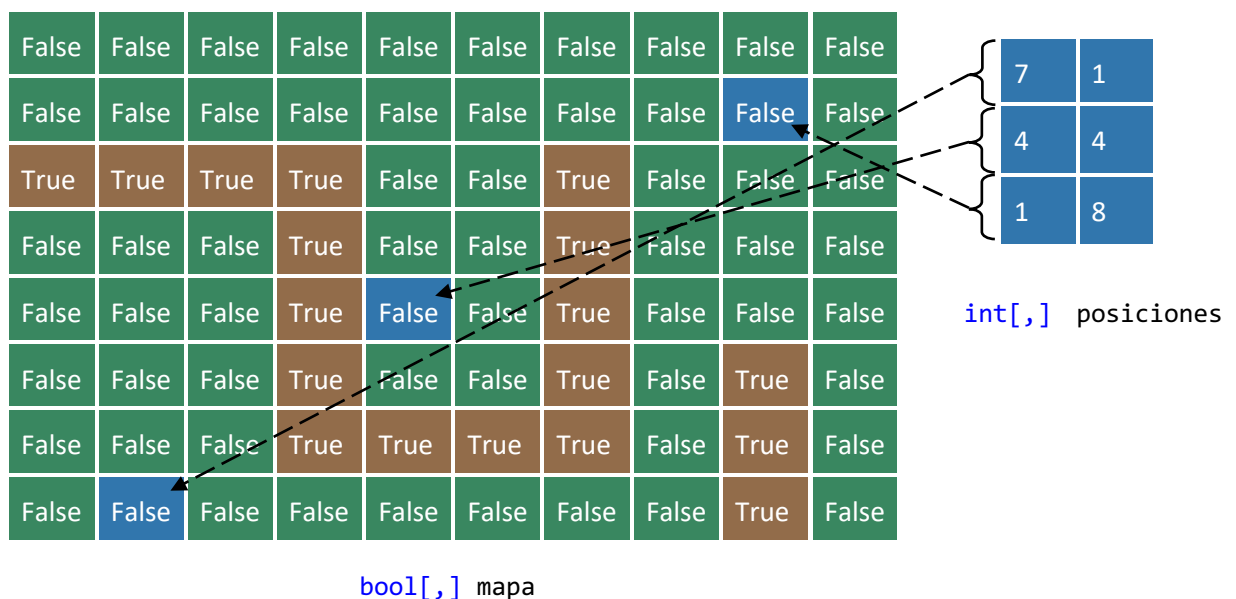 False False False False False False False False False False
False False False False False False False False False False
True True True True False False True False False False
False False False True False False True False False False
False False False True False False True False False False
False False False True False False True False True False
False False False True True True True False True False
False False False False False False False False True False
bool[,] mapa
7 1
4 4
1 8
int[,] posiciones